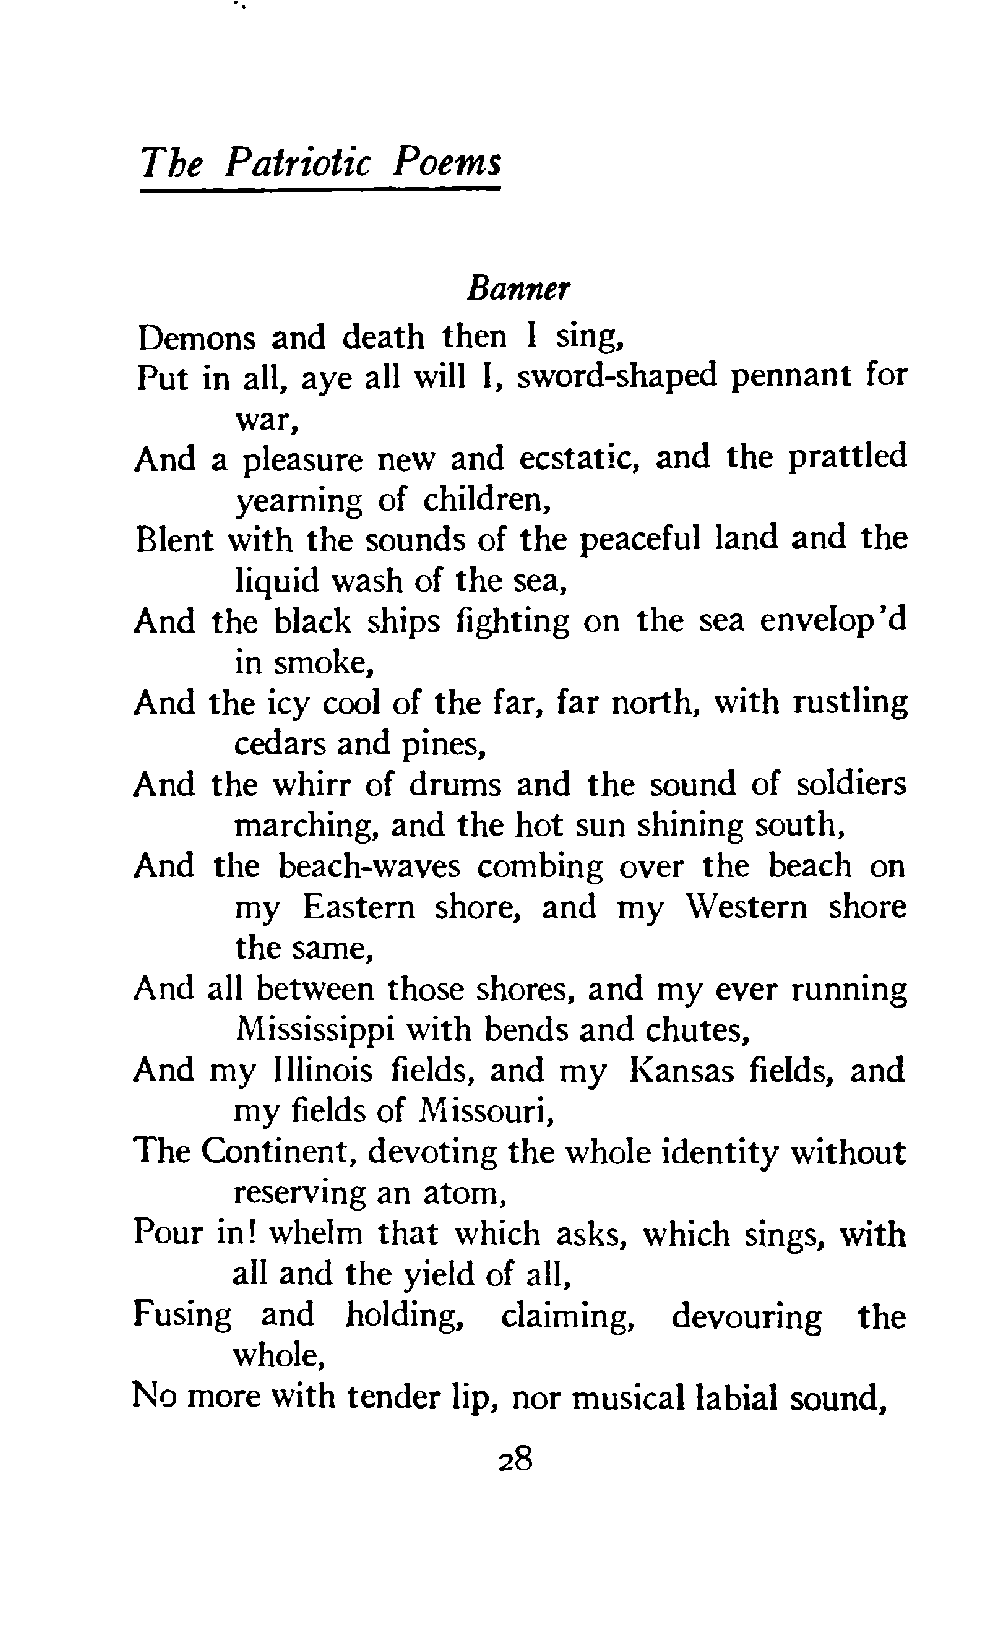 The Patriotic Poems
Banner
Demons and death then I sing,
Put in all, aye all will I, sword-shaped pennant for
war,
And a pleasure new and ecstatic, and the prattled
yearning of children,
Blent with the sounds of the peaceful land and the
liquid wash of the sea,
And the black ships fighting on the sea envelop'd
in smoke,
And the icy cool of the far, far north, with rustling
cedars and pines,
And the whirr of drums and the sound of soldiers
marching, and the hot sun shining south,
And the beach-waves combing over the beach on
my Eastern shore, and my Western shore
the same,
And all between those shores, and my ever running
Mississippi with bends and chutes,
And my Illinois fields, and my Kansas fields, and
my fields of Missouri,
The Continent, devoting the whole identity without
reserving an atom,
Pour in! whelm that which asks, which sings, with
all and the yield of all,
Fusing and holding, claiming, devouring the
whole,
No more with tender lip, nor musical labial sound,
28